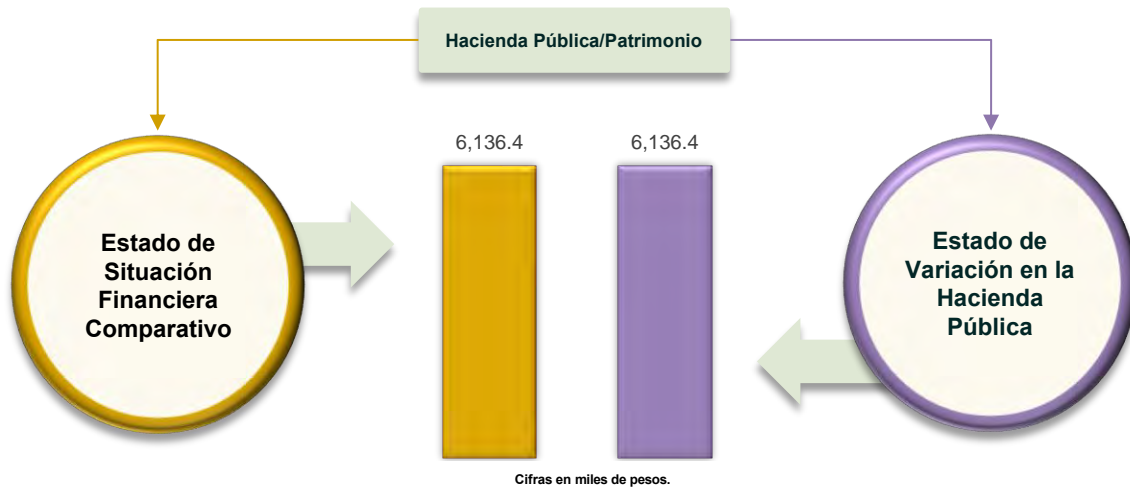 Hacienda Pública/Patrimonio
6,136.4
6,136.4
Estado de
Situación
Financiera
Comparativo
Estado de
Variación en la
Hacienda
Pública
Cifras en miles de pesos.